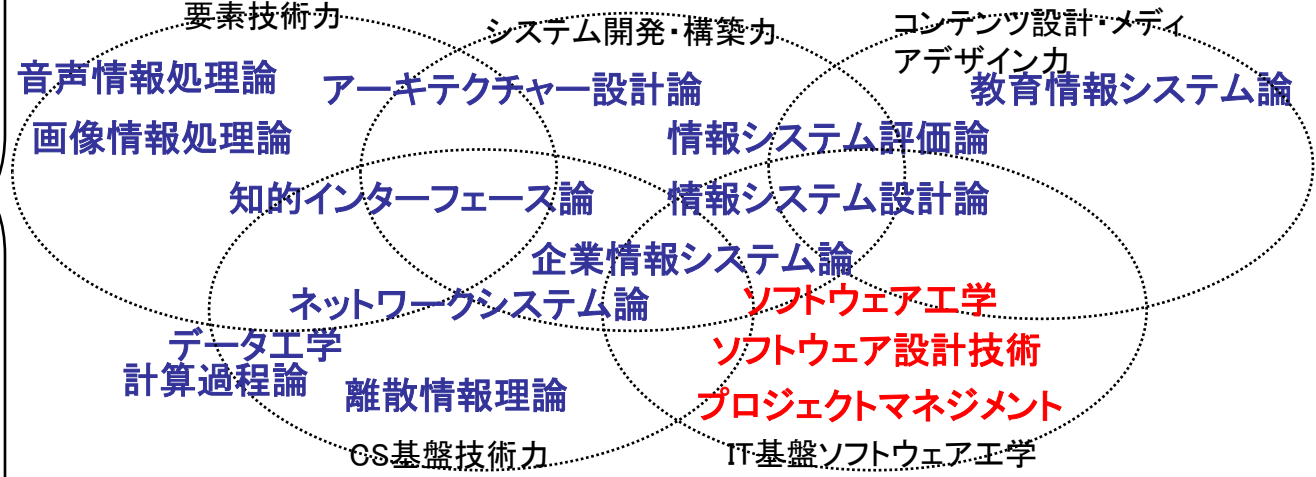 要素技術力
システム開発・構築力
コンテンツ設計・メディ
アデザイン力
音声情報処理論
アーキテクチャー設計論
教育情報システム論
画像情報処理論
情報システム評価論
知的インターフェース論
情報システム設計論
企業情報システム論
ネットワークシステム論
ソフトウェア工学
データ工学
ソフトウェア設計技術
計算過程論
離散情報理論
プロジェクトマネジメント
CS基盤技術力
IT基盤ソフトウェア工学